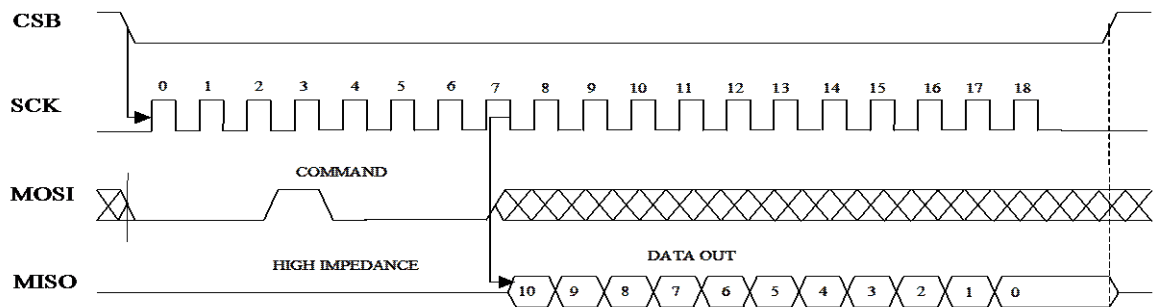 CSB
0 1 2 3 4 5 6 7 8 9 10 11 12 13 14 15 16 17 18
SCK
COMMAND
MOSI
HIGH IMPEDANCE
DATA OUT
MISO
10 9 8 7 6 5 4 3 2 1 0